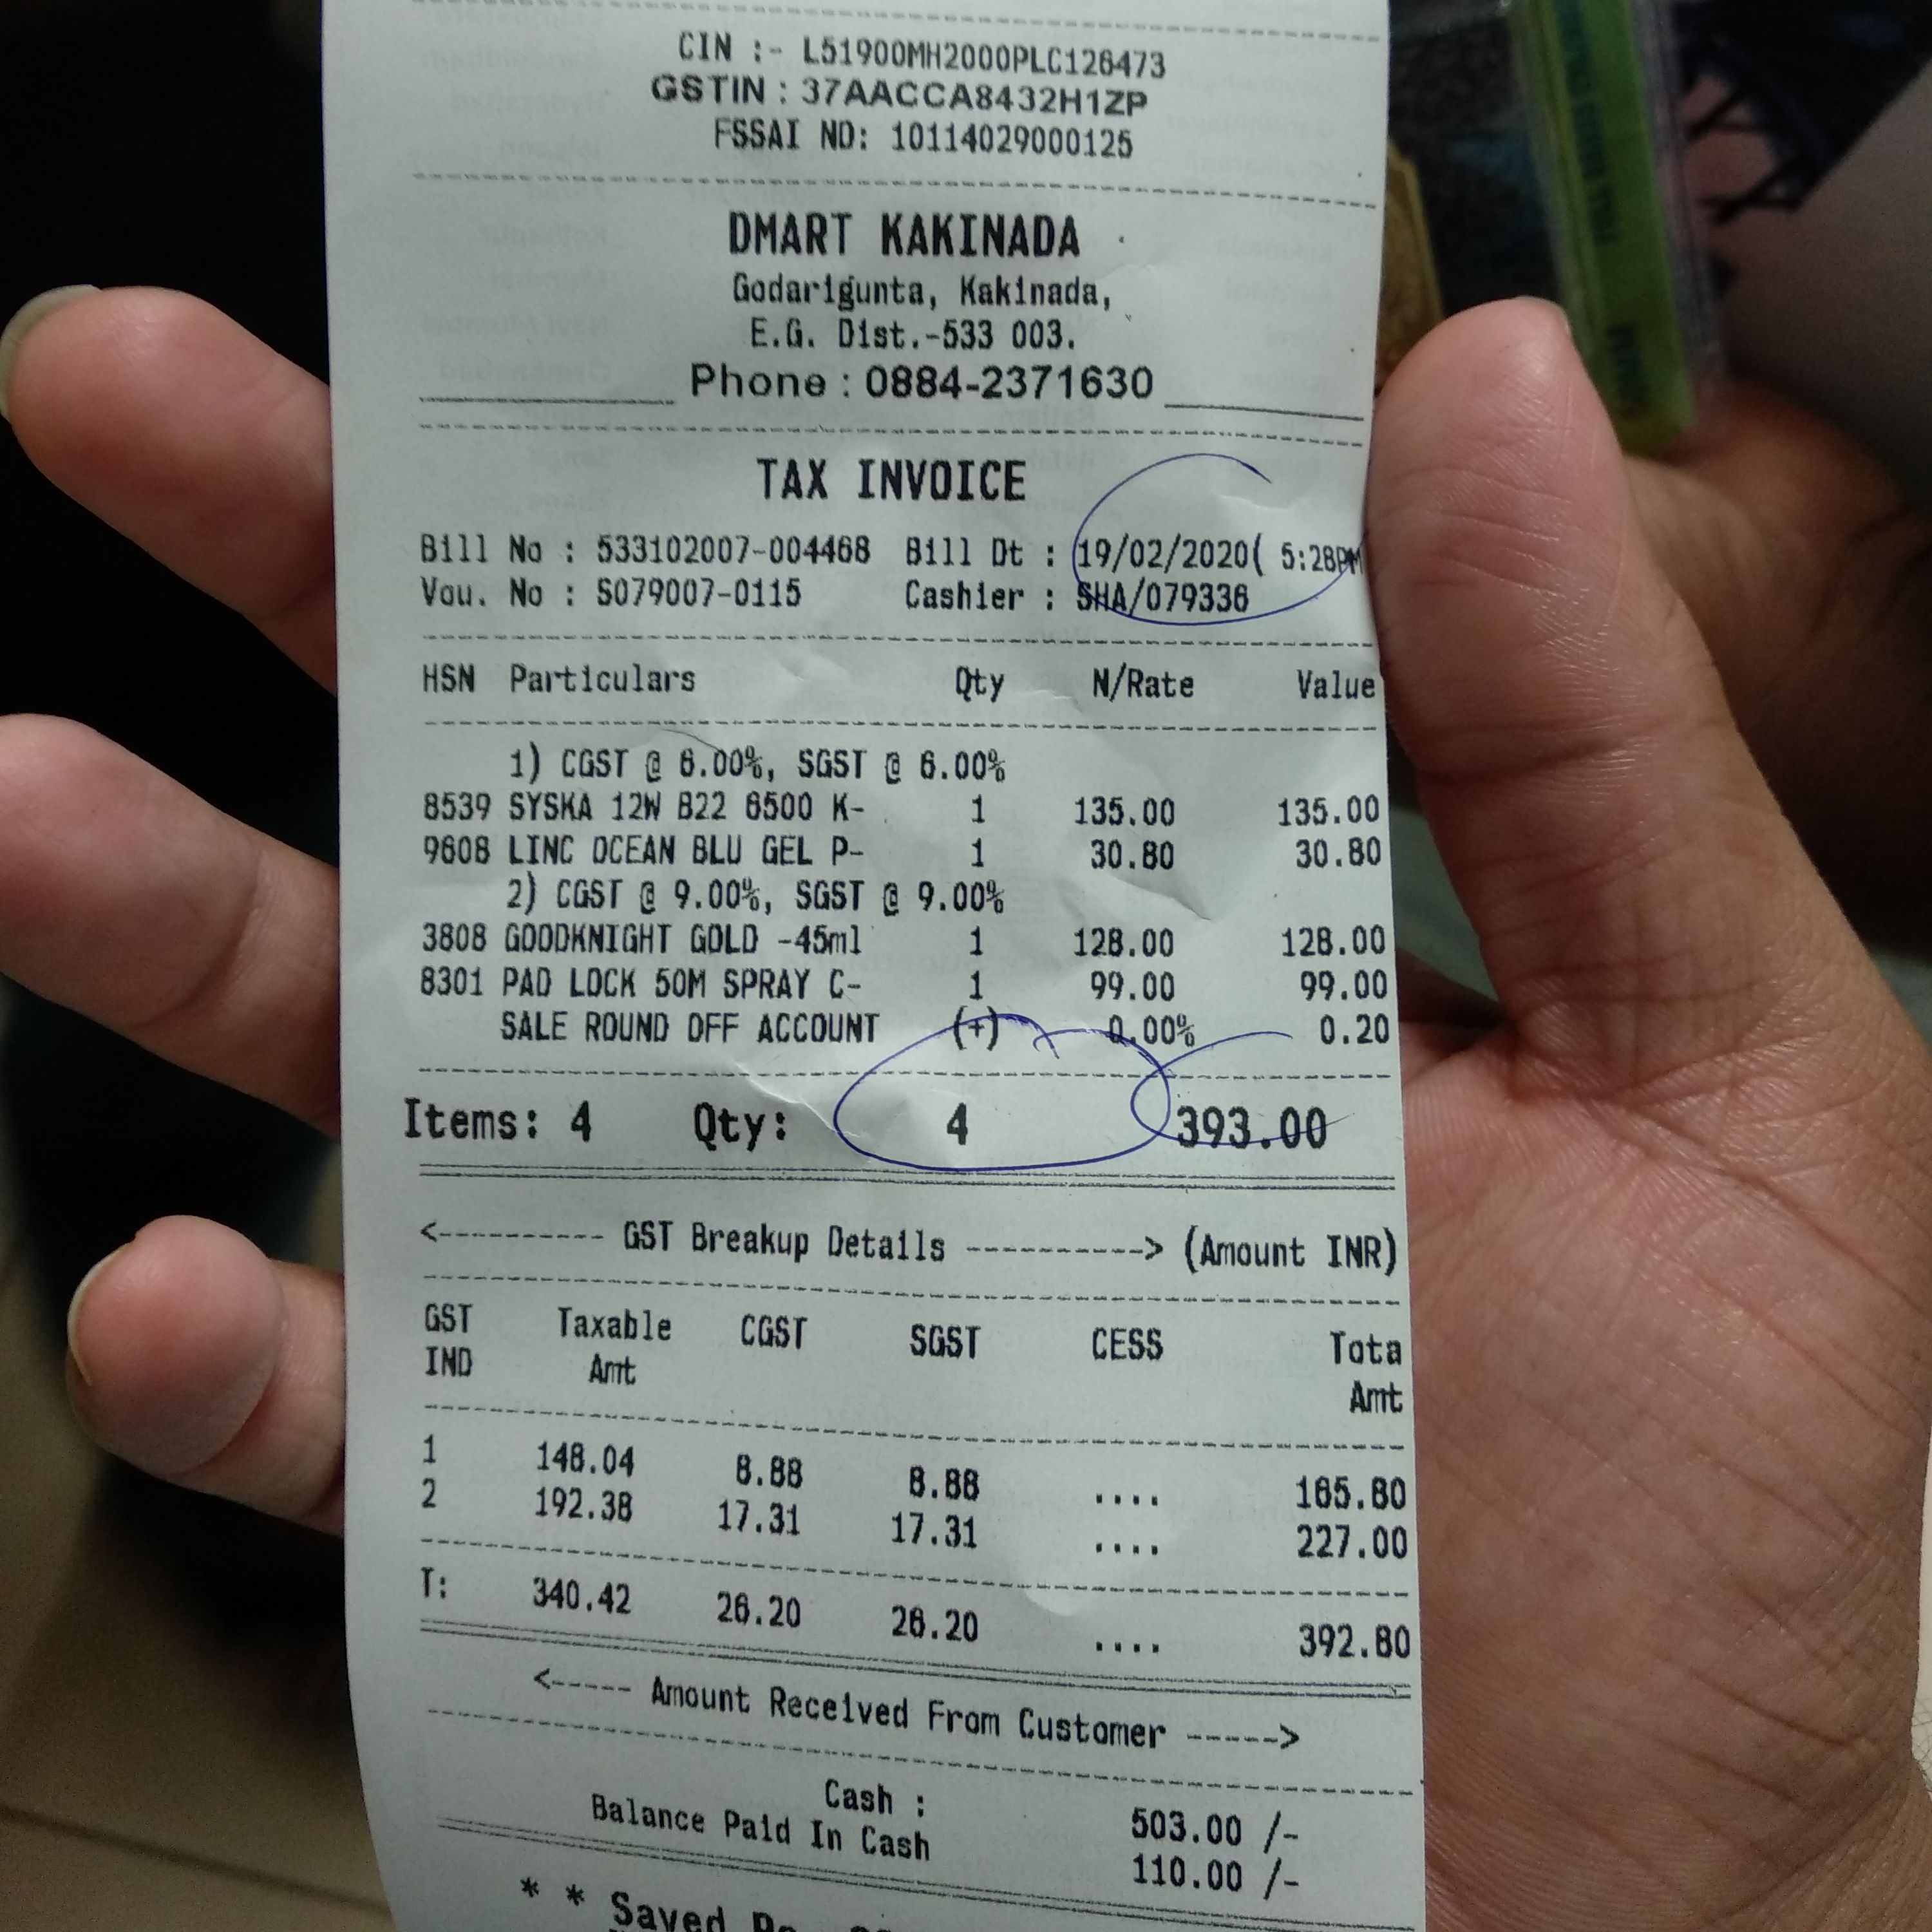 CIN :- L51900MH2000PLC126473
GSTIN : 37AACCA8432H1ZP
FSSAI NO: 10114029000125
DMART KAKINADA
Godarigunta, Kakinada,
E.G. Dist.-533 003.
Phone : 0884-2371630
TAX INVOICE
Bill No : 533102007-004468 Bill Dt : 19/02/2020( 5:28PM
Vou. No : S079007-0115 Cashier : SHA/079336
HSN Particulars Qty N/Rate Value
1) CGST @ 6.00%, SGST @ 6.00%
8539 SYSKA 12W B22 6500 K- 1 135.00 135.00
9608 LINC OCEAN BLU GEL P- 1 30.80 30.80
2) CGST @ 9.00%, SGST @ 9.00%
3808 GOODKNIGHT GOLD -45ml 1 128.00 128.00
8301 PAD LOCK 50M SPRAY C- 1 99.00 99.00
SALE ROUND OFF ACCOUNT (+) 0.00% 0.20
Items: 4 Qty: 4 393.00
<---------- GST Breakup Details ----------> (Amount INR)
GST Taxable CGST SGST CESS Tota
IND Amt Amt
1 148.04 8.88 8.88 .... 165.80
2 192.38 17.31 17.31 .... 227.00
T: 340.42 26.20 26.20 .... 392.80
<----- Amount Received From Customer ----->
Cash : 503.00 /-
Balance Paid In Cash 110.00 /-
* * Saved